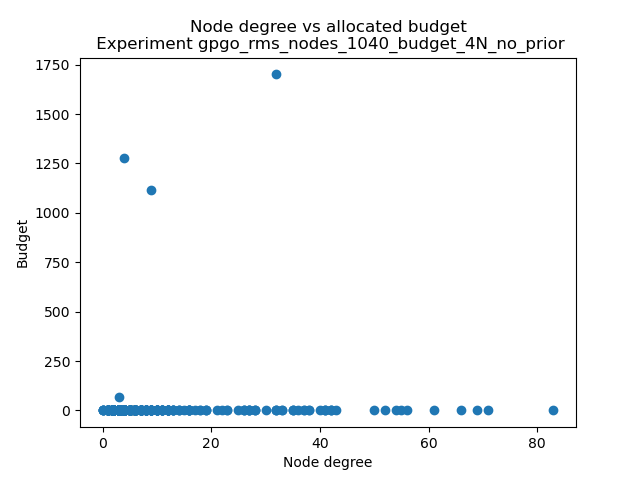 Node degree vs allocated budget
Experiment gpgo_rms_nodes_1040_budget_4N_no_prior
1750
1500
1250
1000
750
500
250
0
Budget
0 20 40 60 80
Node degree